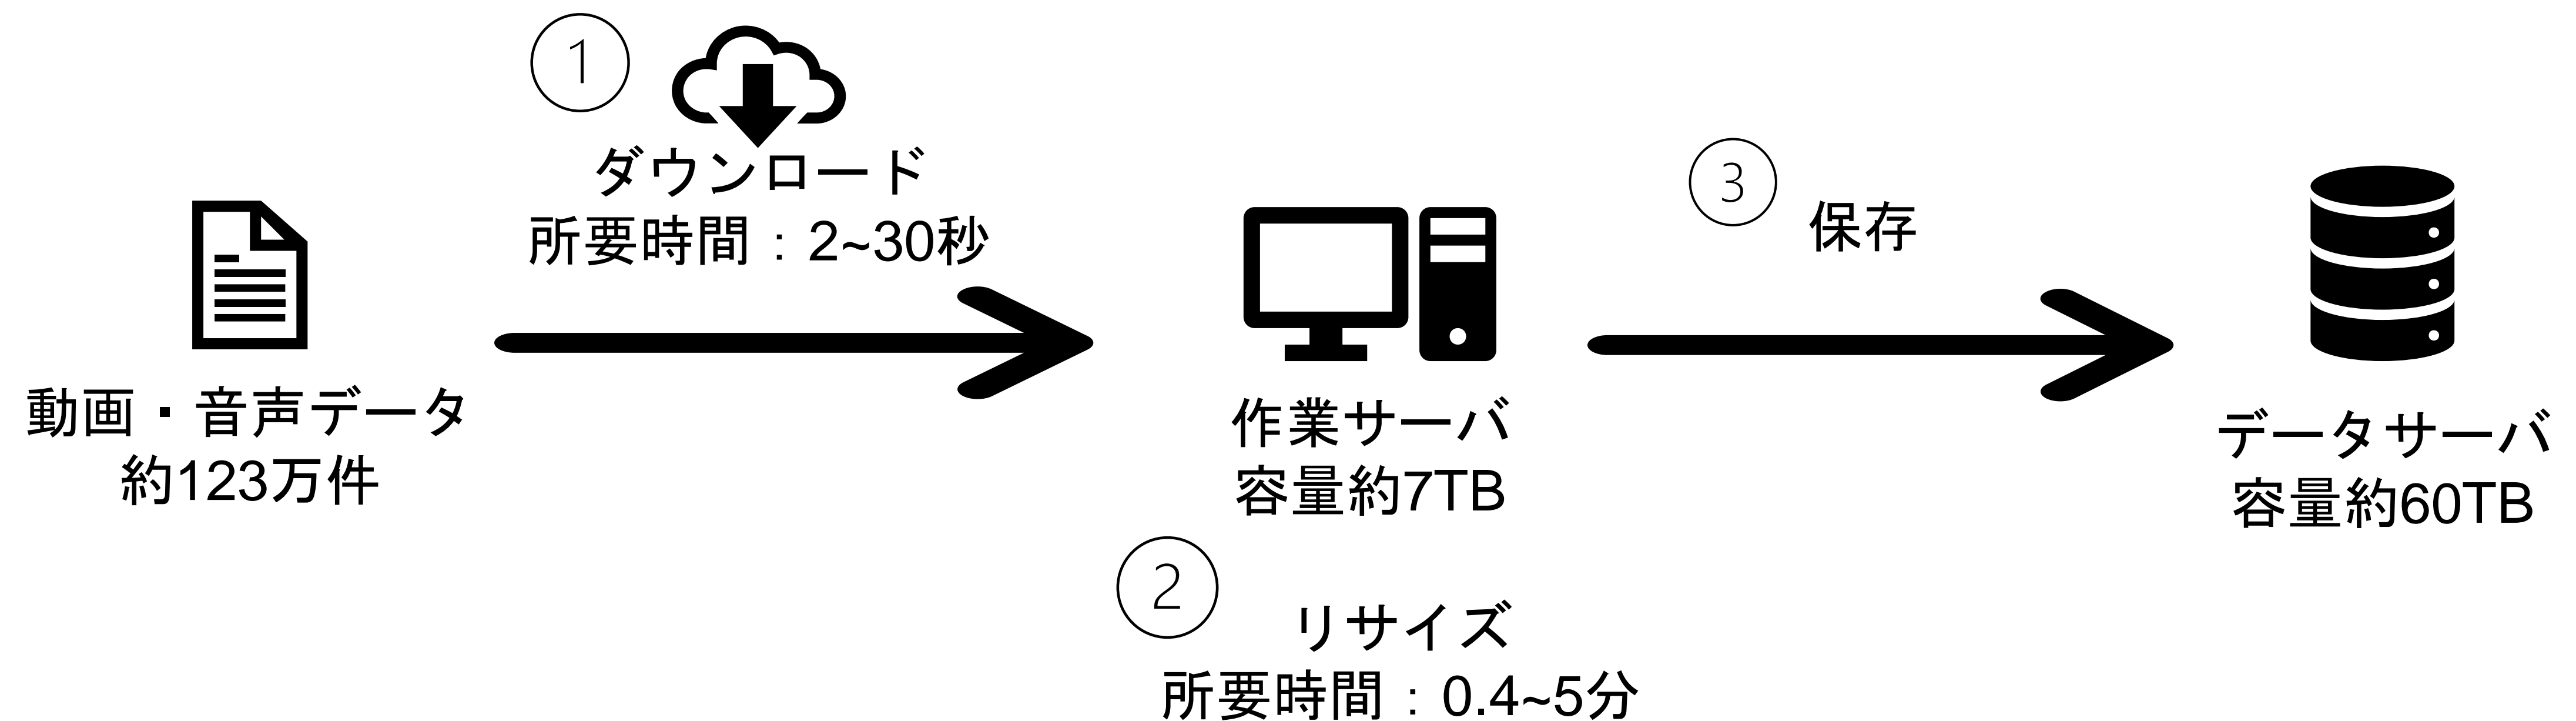 ①
ダウンロード
所要時間：2~30秒
動画・音声データ
約123万件
作業サーバ
容量約7TB
②
リサイズ
所要時間：0.4~5分
③
保存
データサーバ
容量約60TB